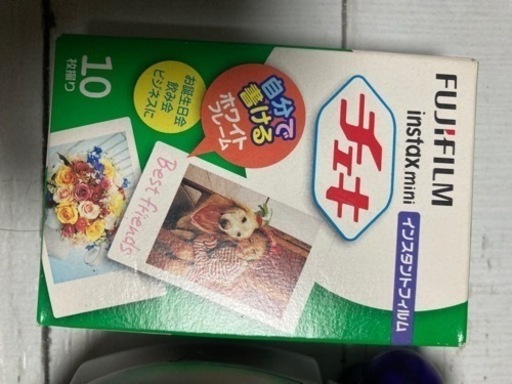 FUJIFILM
instax mini
インスタントフィルム
チェキ
自分で
書ける
ホワイト
フレーム
お誕生日会
飲み会
ビジネスに
10
枚撮り
Best friends